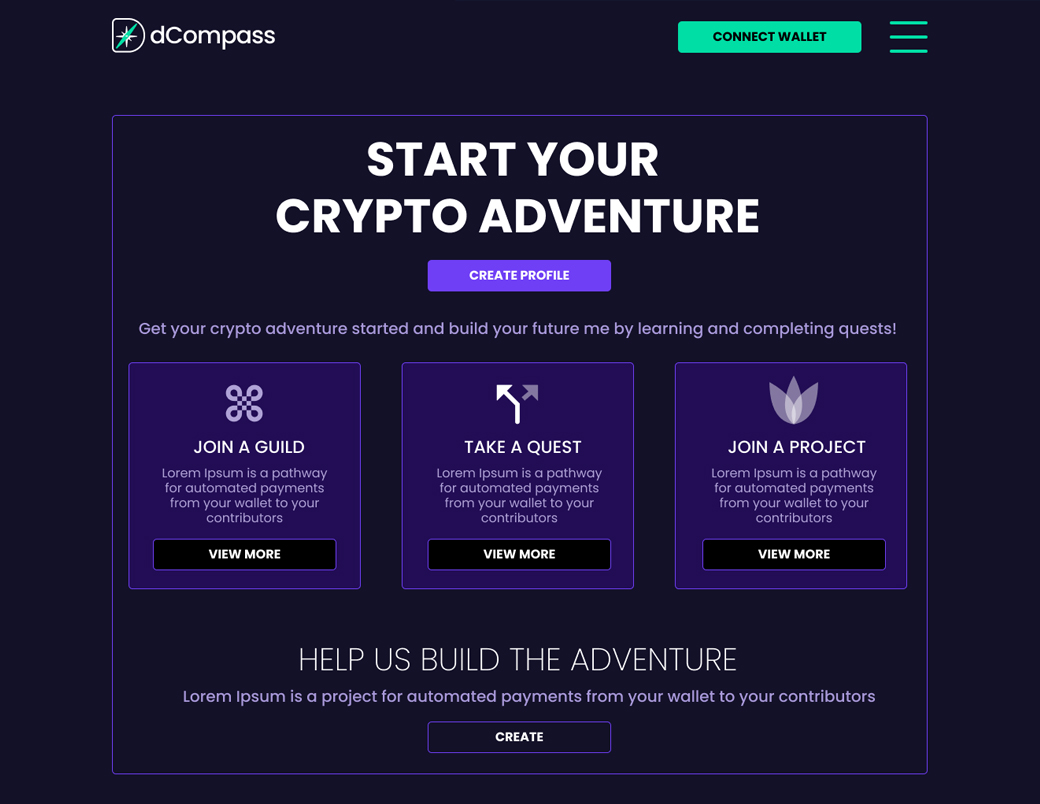 dCompass
CONNECT WALLET
START YOUR
CRYPTO ADVENTURE
CREATE PROFILE
Get your crypto adventure started and build your future me by learning and completing quests!
JOIN A GUILD
Lorem Ipsum is a pathway
for automated payments
from your wallet to your
contributors
VIEW MORE
TAKE A QUEST
Lorem Ipsum is a pathway
for automated payments
from your wallet to your
contributors
VIEW MORE
JOIN A PROJECT
Lorem Ipsum is a pathway
for automated payments
from your wallet to your
contributors
VIEW MORE
HELP US BUILD THE ADVENTURE
Lorem Ipsum is a project for automated payments from your wallet to your contributors
CREATE